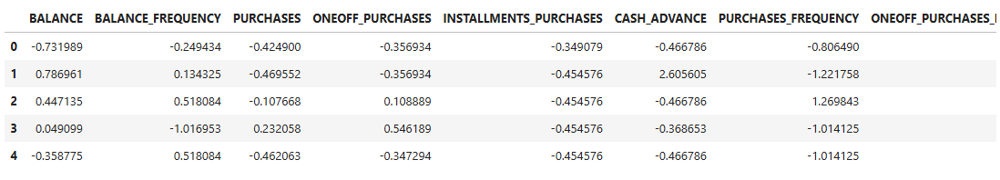 BALANCE BALANCE_FREQUENCY PURCHASES ONEOFF_PURCHASES INSTALLMENTS_PURCHASES CASH_ADVANCE PURCHASES_FREQUENCY ONEOFF_PURCHASES_
0 -0.731989 -0.249434 -0.424900 -0.356934 -0.349079 -0.466786 -0.806490
1 0.786961 0.134325 -0.469552 -0.356934 -0.454576 2.605605 -1.221758
2 0.447135 0.518084 -0.107668 0.108889 -0.454576 -0.466786 1.269843
3 0.049099 -1.016953 0.232058 0.546189 -0.454576 -0.368653 -1.014125
4 -0.358775 0.518084 -0.462063 -0.347294 -0.454576 -0.466786 -1.014125